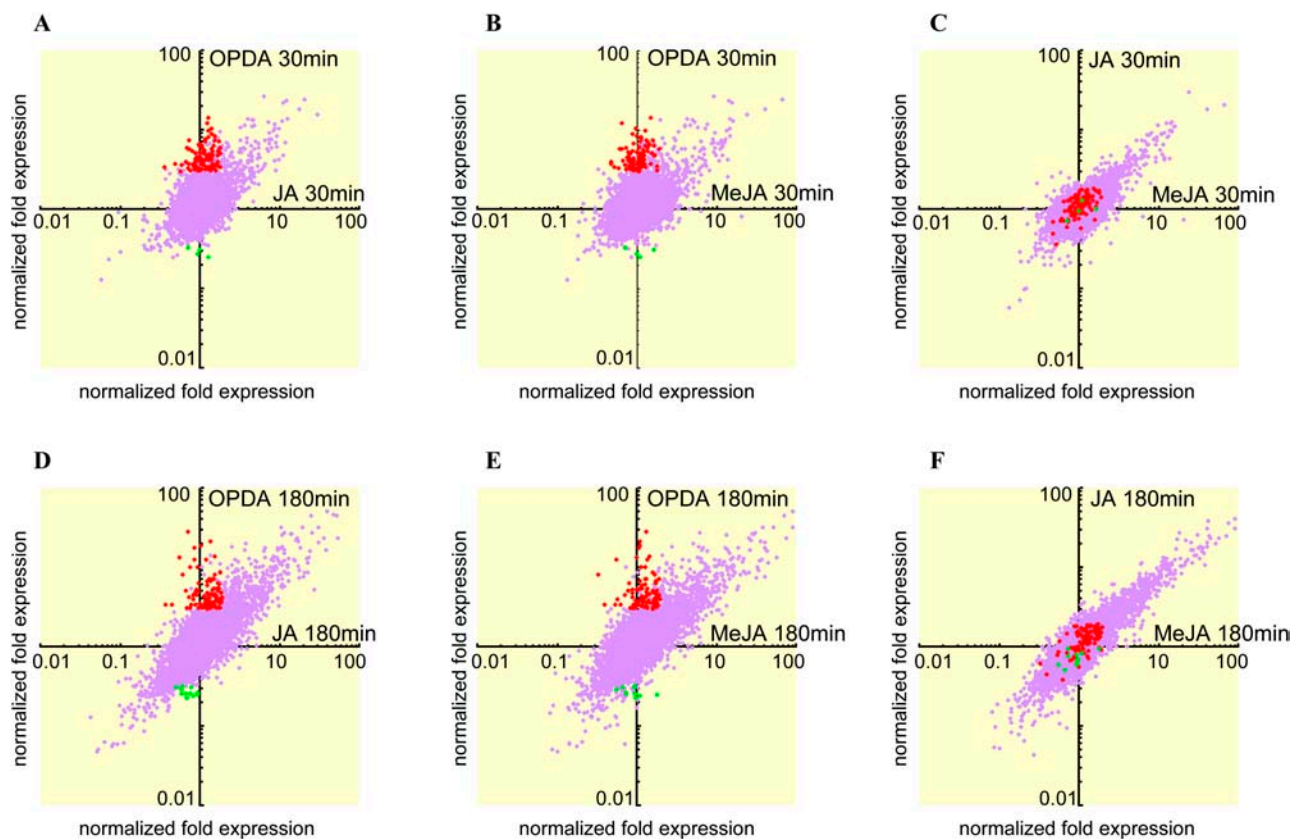 A
B
C
100
OPDA 30min
100
OPDA 30min
100
JA 30min
normalized fold expression
JA 30min
normalized fold expression
MeJA 30min
normalized fold expression
MeJA 30min
0.01 0.1 10 100
0.01 0.1 10 100
0.01 0.1 10 100
0.01
0.01
0.01
normalized fold expression
normalized fold expression
normalized fold expression
D
E
F
100
OPDA 180min
100
OPDA 180min
100
JA 180min
normalized fold expression
JA 180min
normalized fold expression
MeJA 180min
normalized fold expression
MeJA 180min
0.01 0.1 10 100
0.01 0.1 10 100
0.01 0.1 10 100
0.01
0.01
0.01
normalized fold expression
normalized fold expression
normalized fold expression